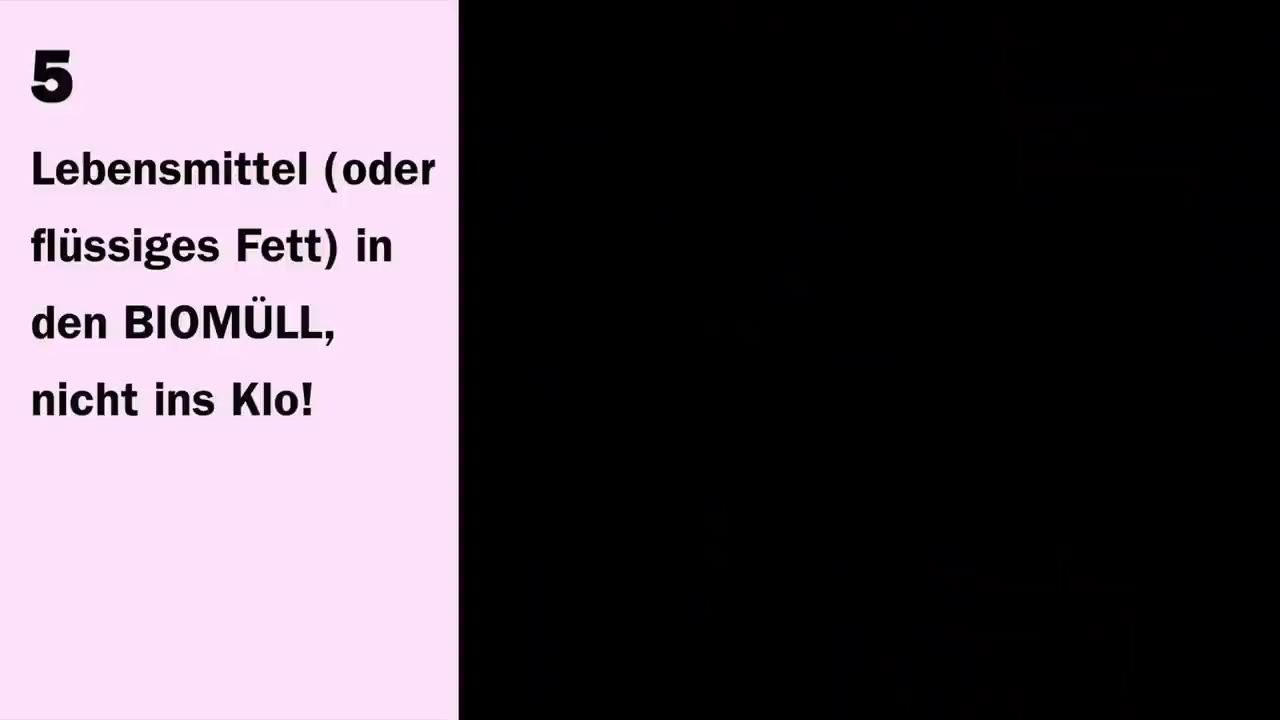 5
Lebensmittel (oder
flüssiges Fett) in
den BIOMÜLL,
nicht ins Klo!